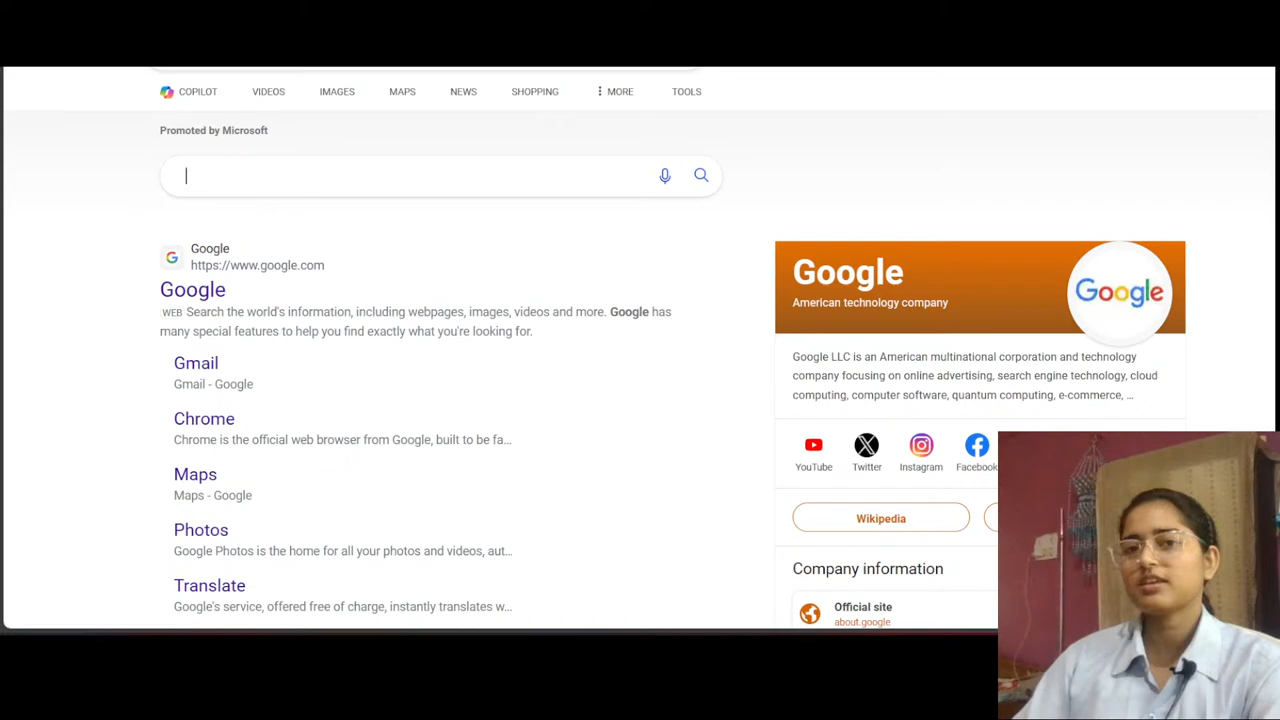 COPILOT VIDEOS IMAGES MAPS NEWS SHOPPING MORE TOOLS
Promoted by Microsoft
Google
https://www.google.com
Google
WEB Search the world's information, including webpages, images, videos and more. Google has
many special features to help you find exactly what you're looking for.
Gmail
Gmail - Google
Chrome
Chrome is the official web browser from Google, built to be fa...
Maps
Maps - Google
Photos
Google Photos is the home for all your photos and videos, aut...
Translate
Google's service, offered free of charge, instantly translates w...
Google
American technology company
Google
Google LLC is an American multinational corporation and technology
company focusing on online advertising, search engine technology, cloud
computing, computer software, quantum computing, e-commerce, ...
YouTube Twitter Instagram Facebook
Wikipedia
Company information
Official site
about.google